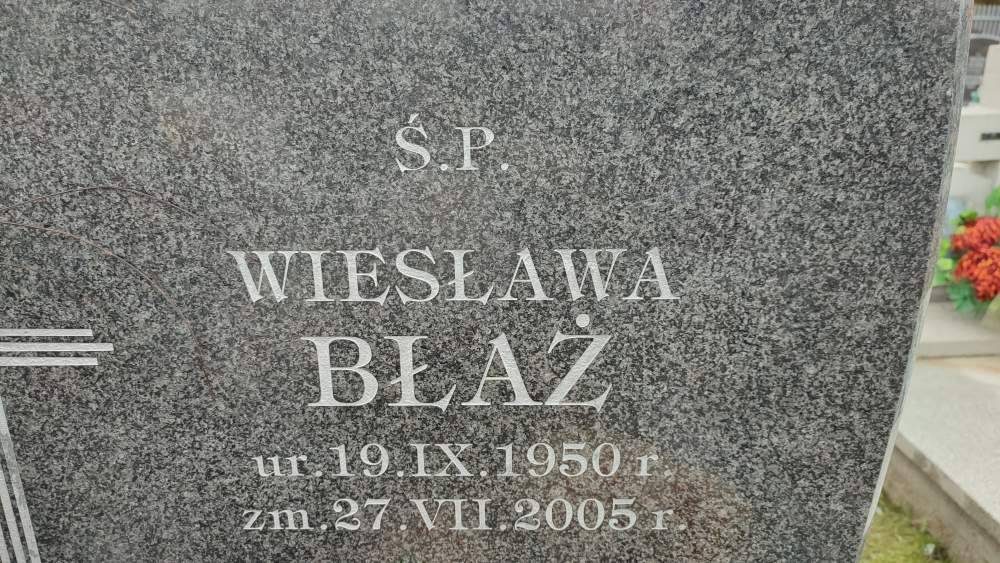 Ś.P.
WIESŁAWA
BŁAŻ
ur.19.IX.1950 r.
zm.27.VII.2005 r.